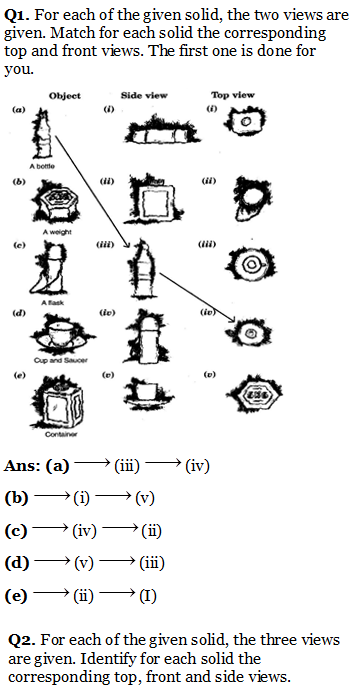 Q1. For each of the given solid, the two views are
given. Match for each solid the corresponding
top and front views. The first one is done for
you.
Object Side view Top view
(a) (i) (i)
A bottle
(b) (ii) (ii)
A weight
(c) (iii) (iii)
A flask
(d) (iv) (iv)
Cup and Saucer
(e) (v) (v)
Container
Ans: (a) ⟶ (iii) ⟶ (iv)
(b) ⟶ (i) ⟶ (v)
(c) ⟶ (iv) ⟶ (ii)
(d) ⟶ (v) ⟶ (iii)
(e) ⟶ (ii) ⟶ (I)
Q2. For each of the given solid, the three views
are given. Identify for each solid the
corresponding top, front and side views.